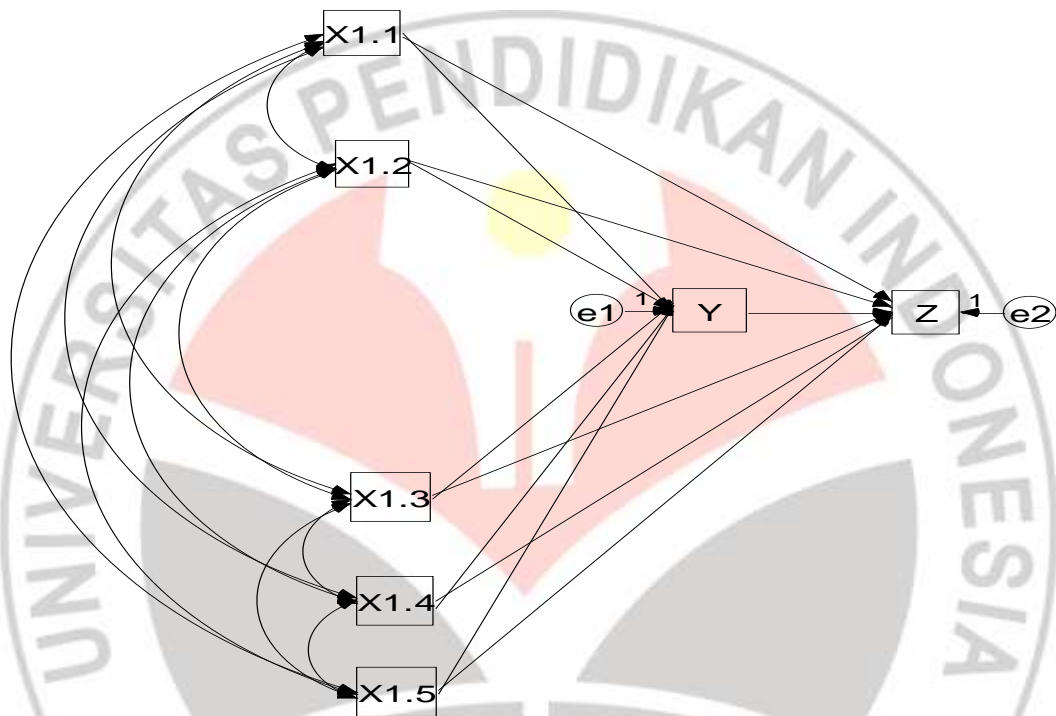 X1.1
X1.2
e1
1
Y
Z
1
e2
X1.3
X1.4
X1.5
UNIVERSITAS PENDIDIKAN INDONESIA